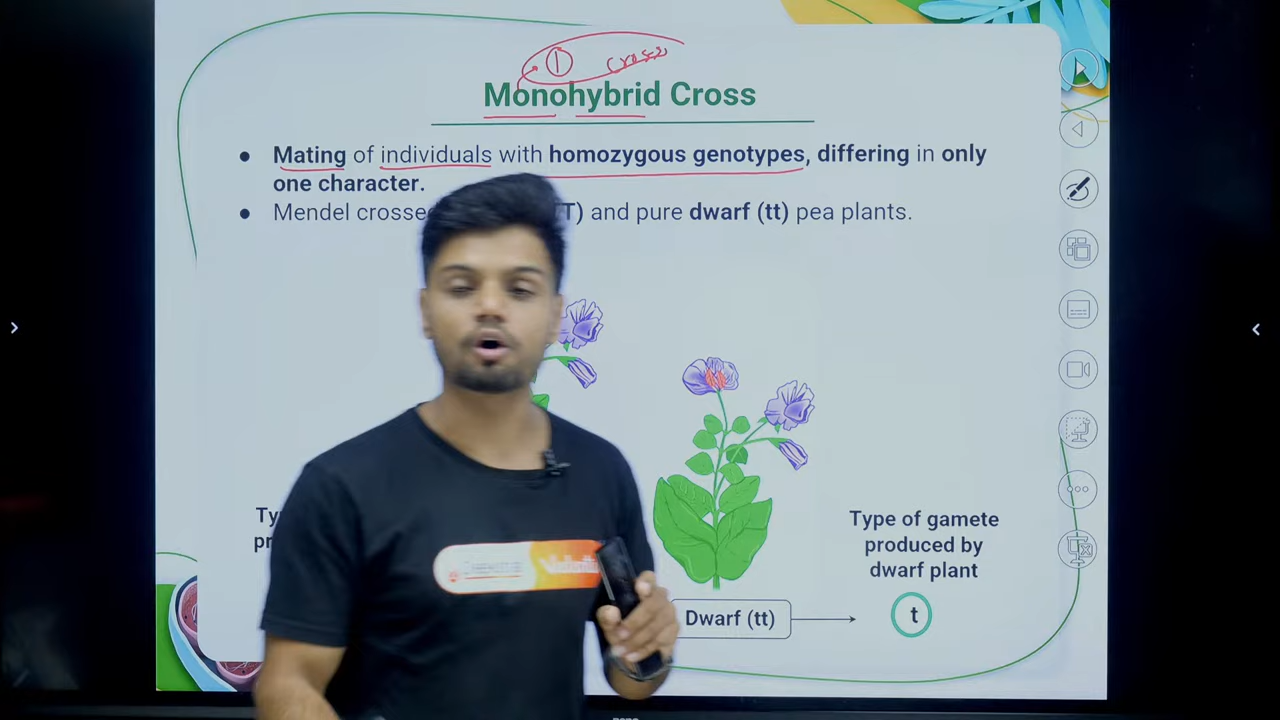 ① cross
Monohybrid Cross
● Mating of individuals with homozygous genotypes, differing in only
one character.
● Mendel crosse T) and pure dwarf (tt) pea plants.
Ty
pr
Type of gamete
produced by
dwarf plant
Dwarf (tt)
t